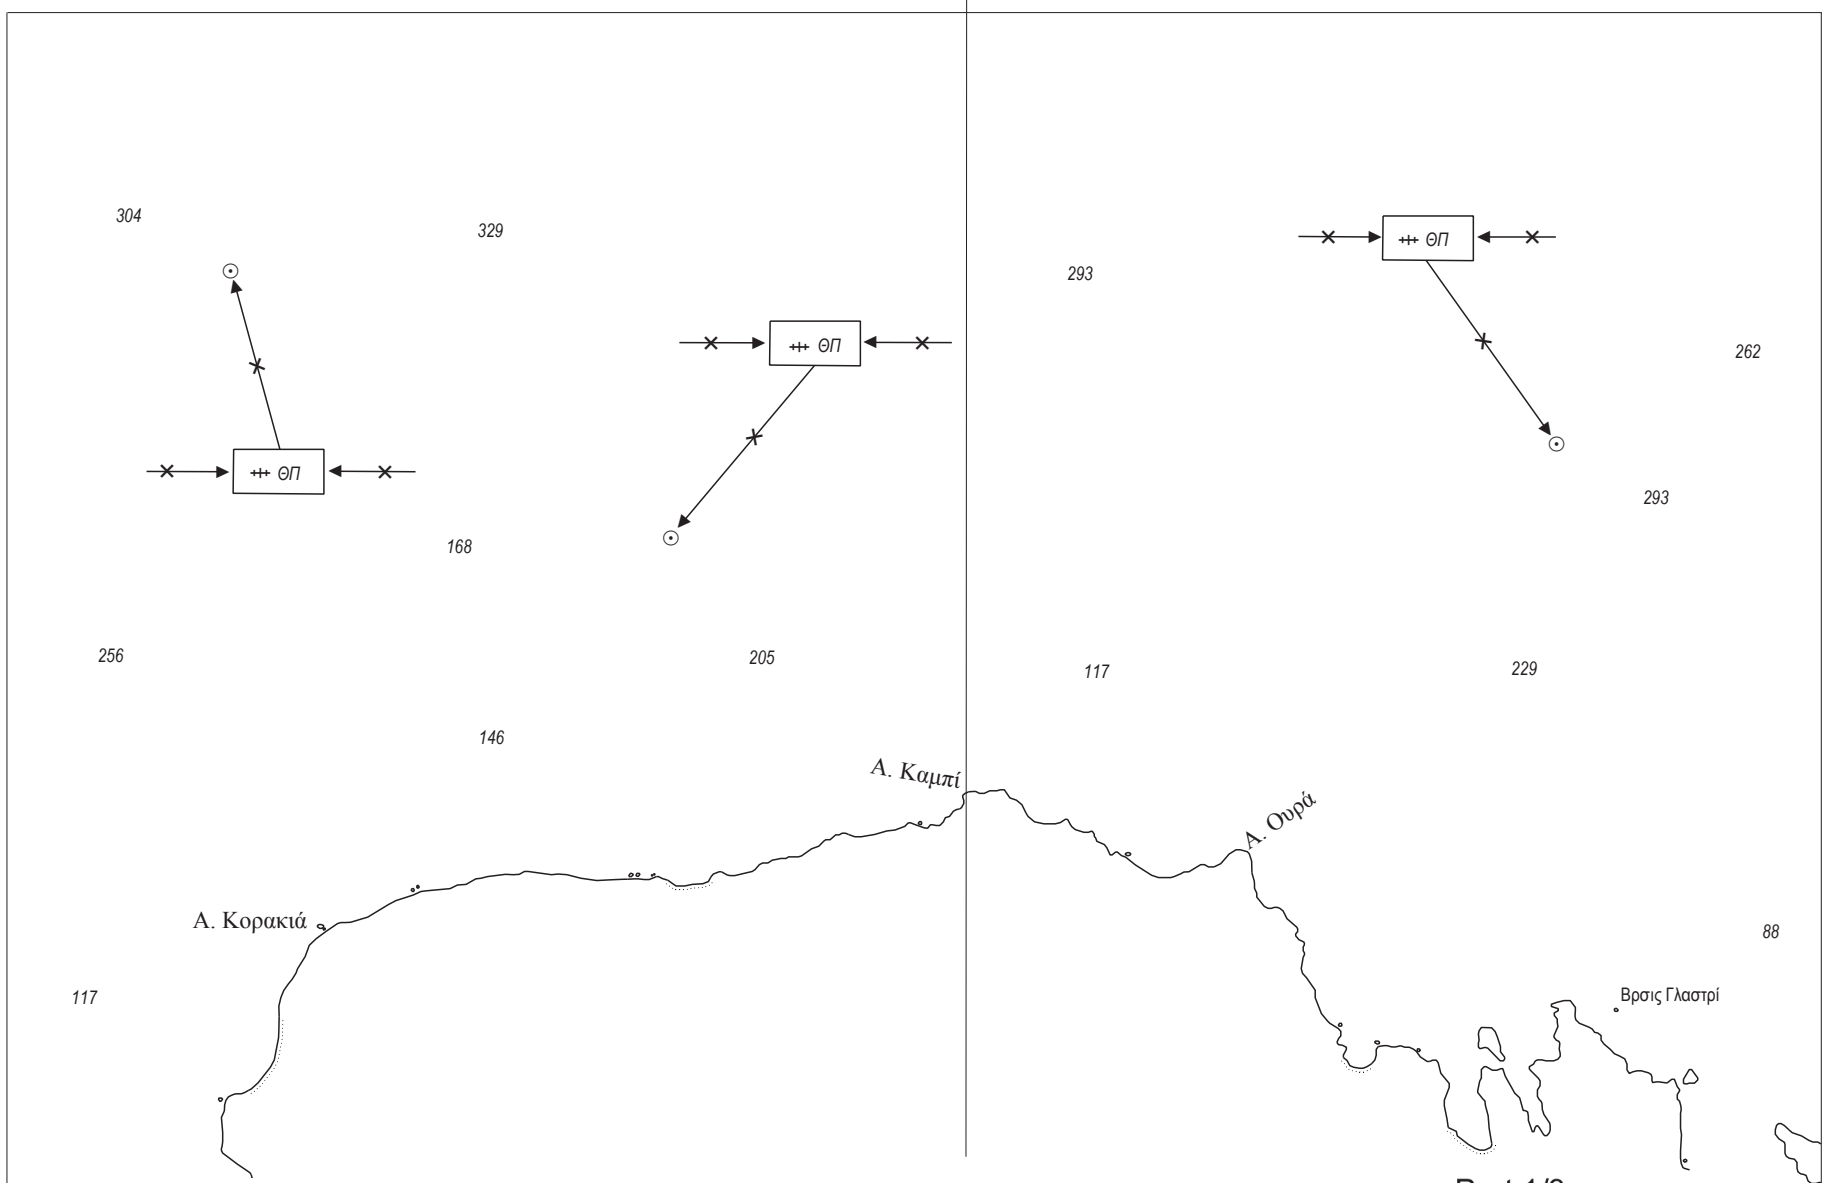 304
329
ΘΠ
293
262
ΘΠ
ΘΠ
293
168
256
205
117
229
146
Α. Καμπί
Α. Ουρά
Α. Κορακιά
88
117
Βρσις Γλαστρί